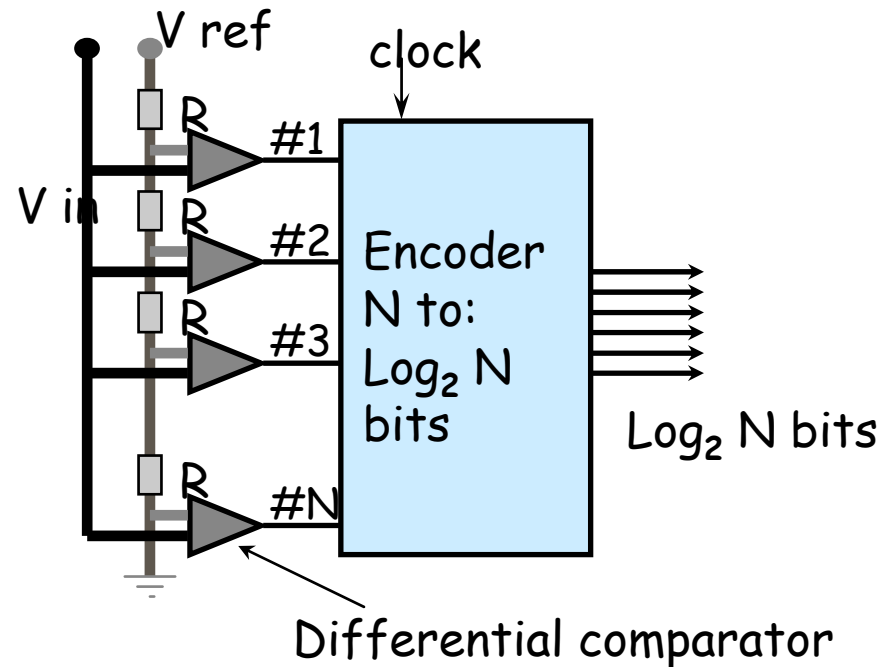 V ref
clock
R
#1
V in
R
#2
Encoder
N to:
Log₂ N
bits
R
#3
Log₂ N bits
R
#N
Differential comparator